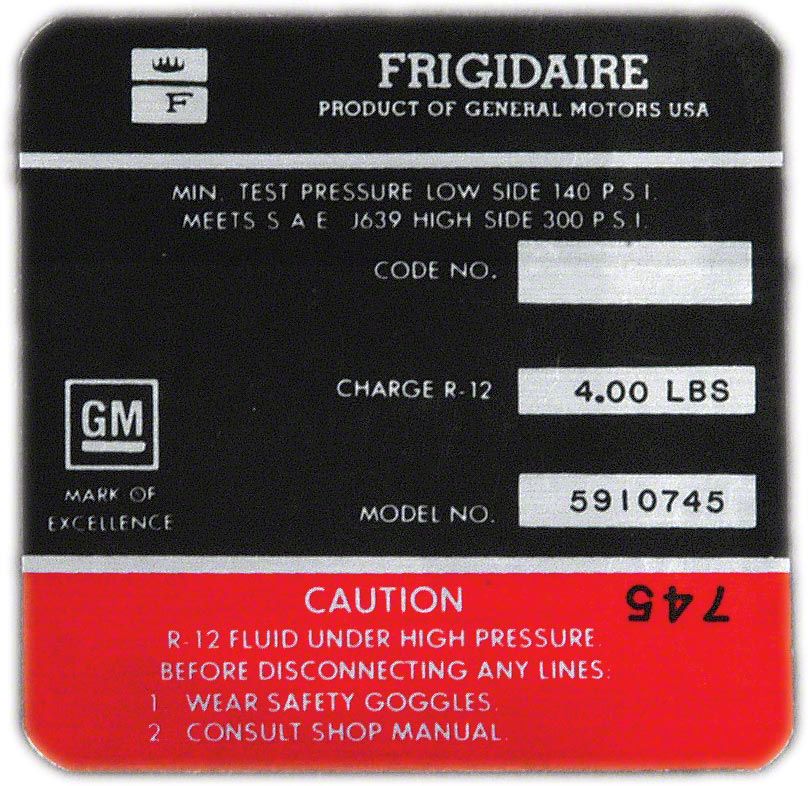 FRIGIDAIRE
F
PRODUCT OF GENERAL MOTORS USA
MIN. TEST PRESSURE LOW SIDE 140 P.S.I.
MEETS S A E J639 HIGH SIDE 300 P.S.I.
CODE NO.
CHARGE R-12 4.00 LBS
GM
MARK OF
EXCELLENCE
MODEL NO. 5910745
CAUTION
745
R-12 FLUID UNDER HIGH PRESSURE.
BEFORE DISCONNECTING ANY LINES:
1 WEAR SAFETY GOGGLES.
2 CONSULT SHOP MANUAL.